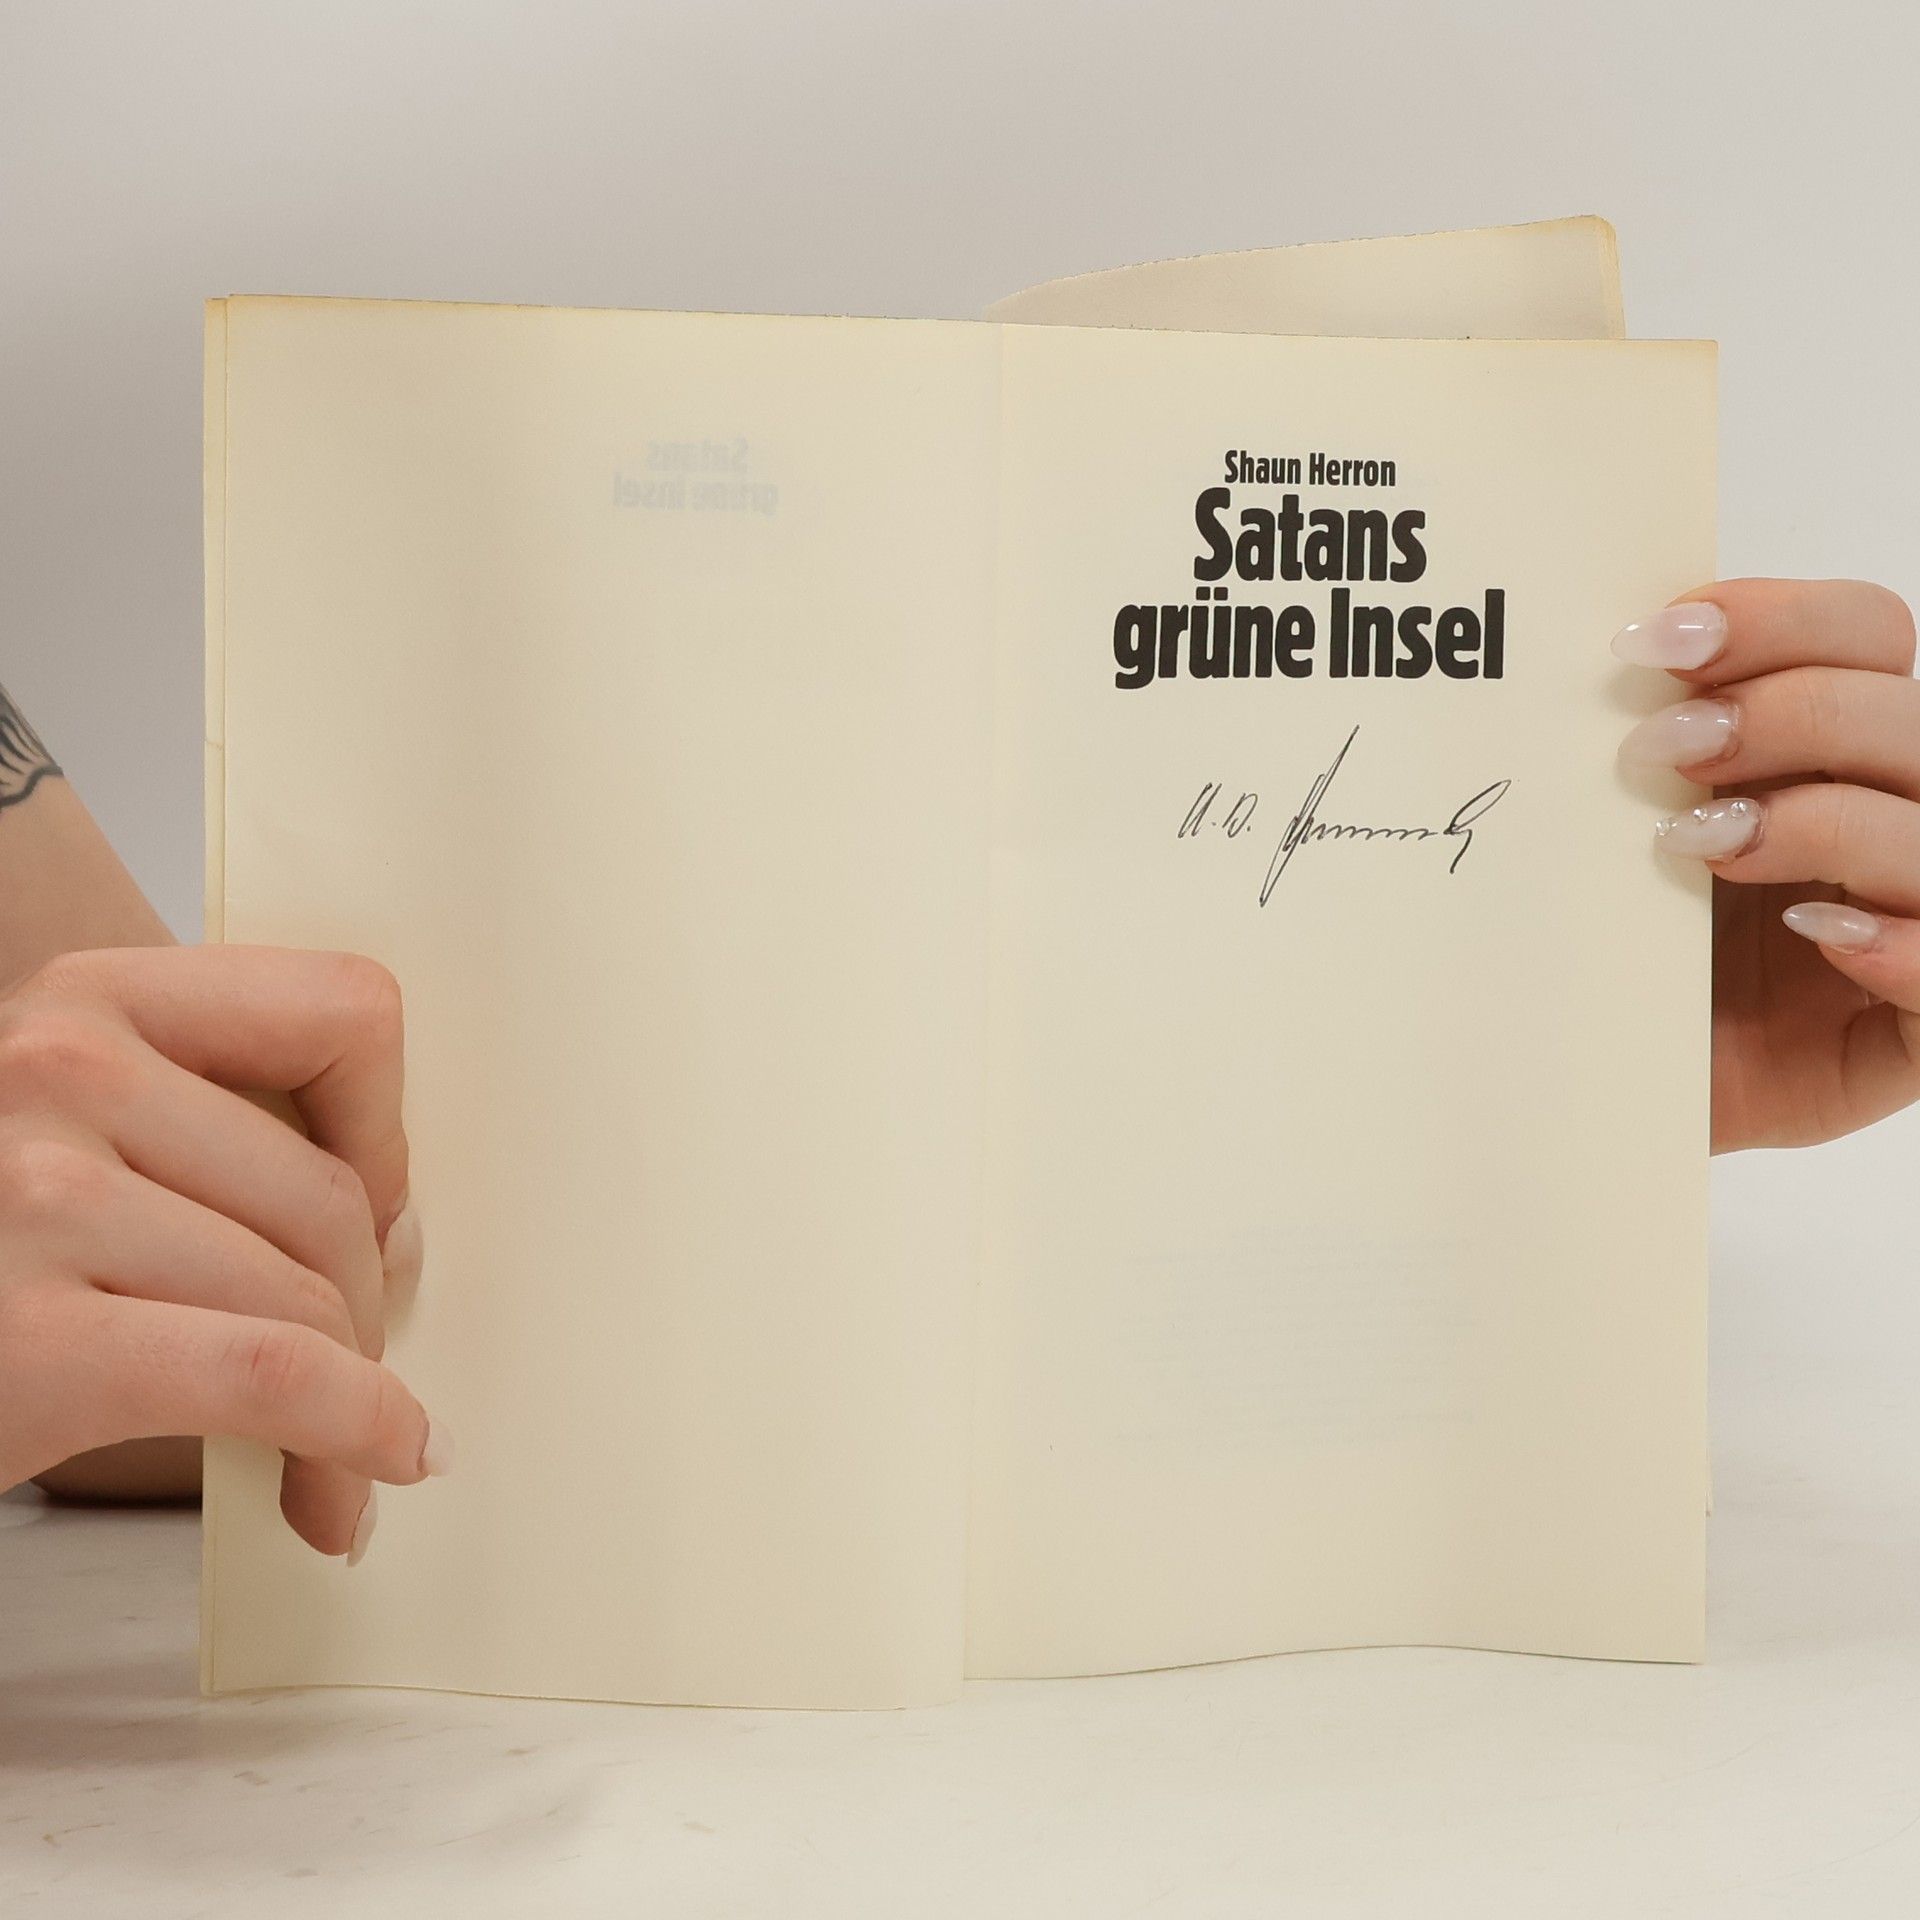 Shaun Herron
Satans
grüne Insel